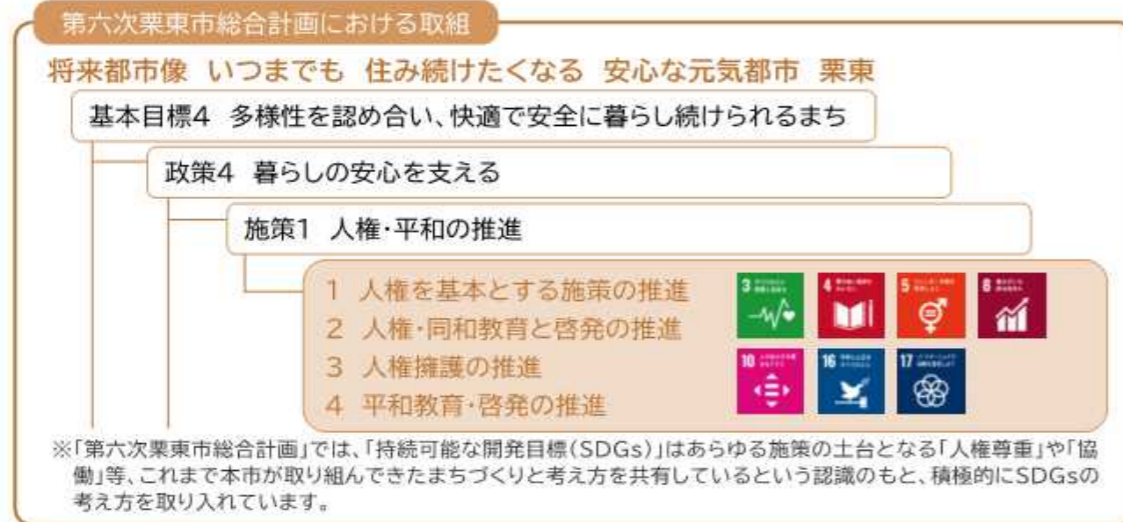 第六次栗東市総合計画における取組
将来都市像 いつまでも 住み続けたくなる 安心な元気都市 栗東
基本目標4 多様性を認め合い、快適で安全に暮らし続けられるまち
政策4 暮らしの安心を支える
施策1 人権・平和の推進
1 人権を基本とする施策の推進
2 人権・同和教育と啓発の推進
3 人権擁護の推進
4 平和教育・啓発の推進
3
4
5
8
10
16
17
※「第六次栗東市総合計画」では、「持続可能な開発目標(SDGs)」はあらゆる施策の土台となる「人権尊重」や「協
働」等、これまで本市が取り組んできたまちづくりと考え方を共有しているという認識のもと、積極的にSDGsの
考え方を取り入れています。